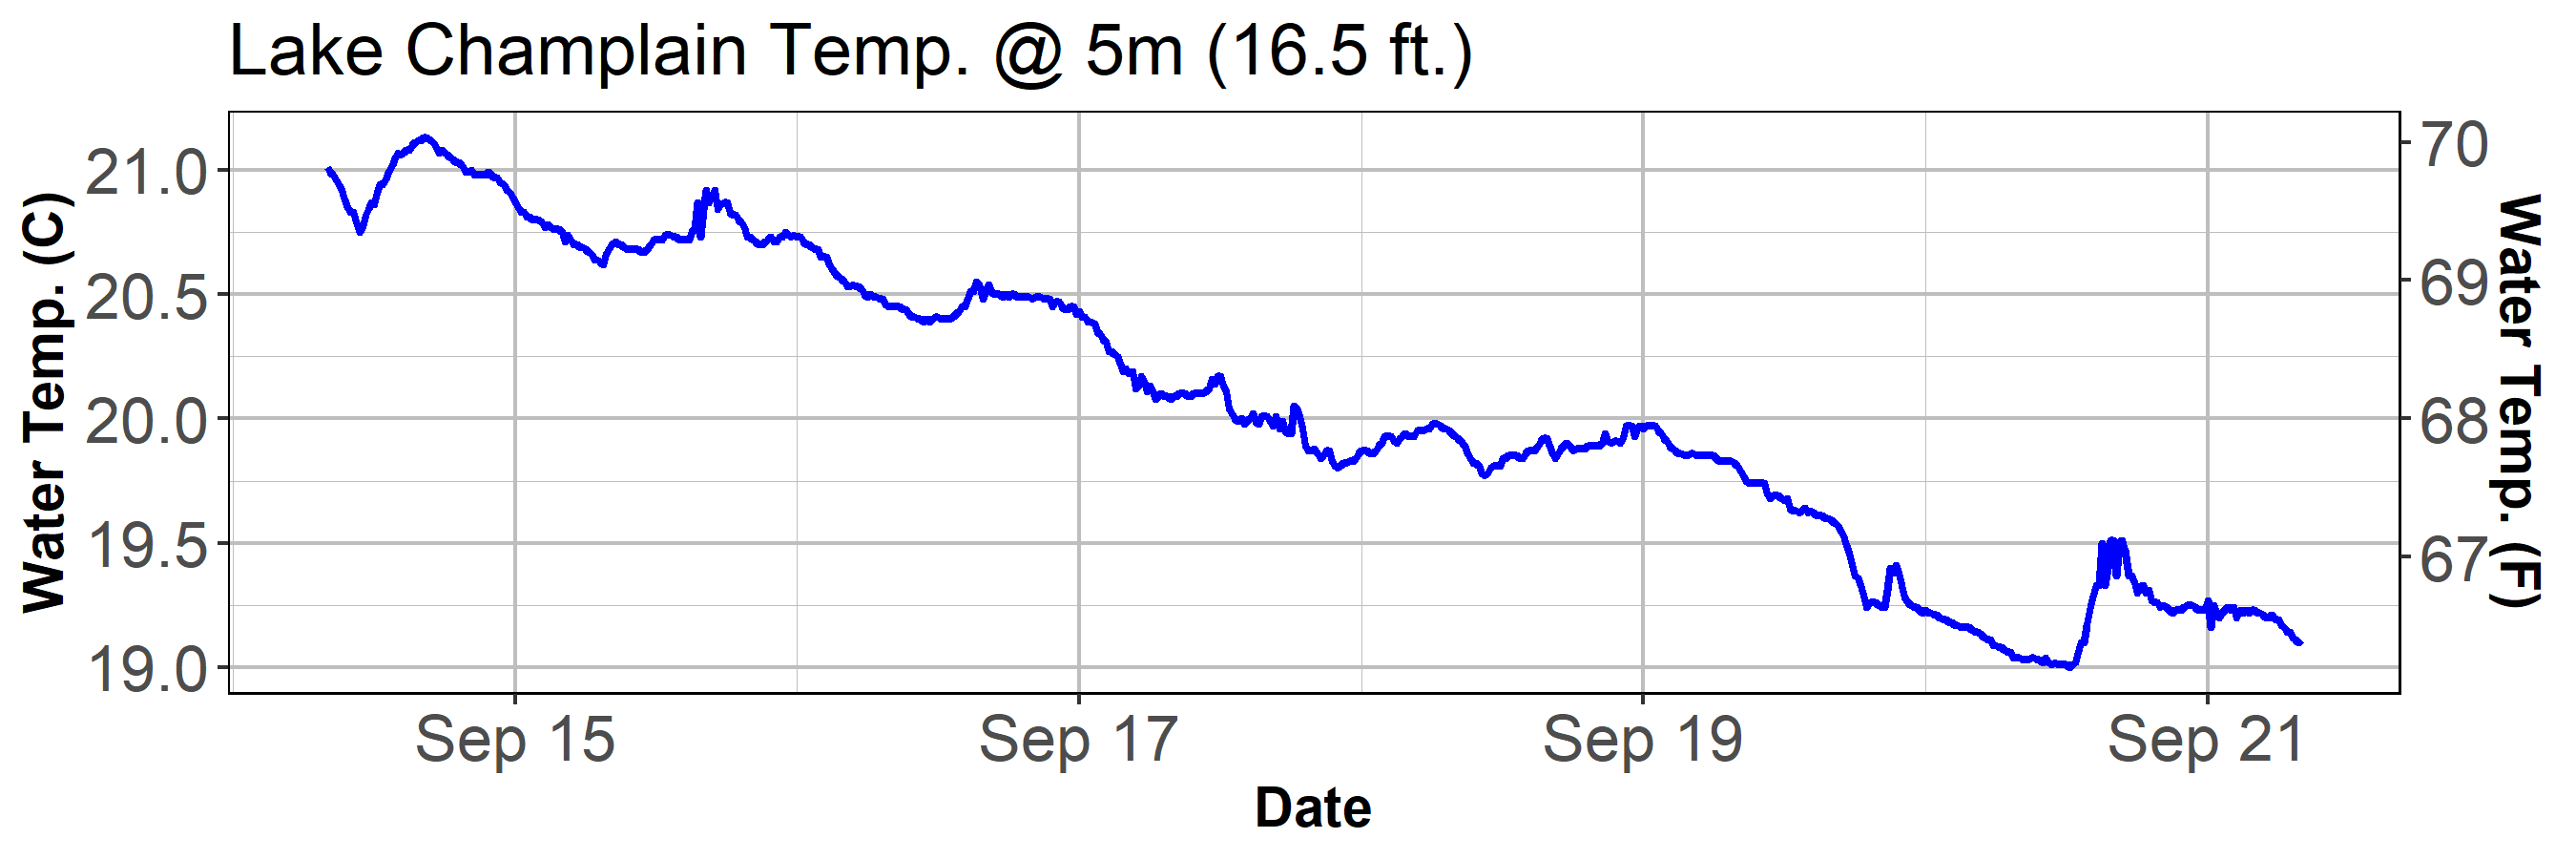 Lake Champlain Temp. @ 5m (16.5 ft.)
Water Temp. (C)
21.0
20.5
20.0
19.5
19.0
70
69
68
67
Water Temp. (F)
Sep 15
Sep 17
Sep 19
Sep 21
Date